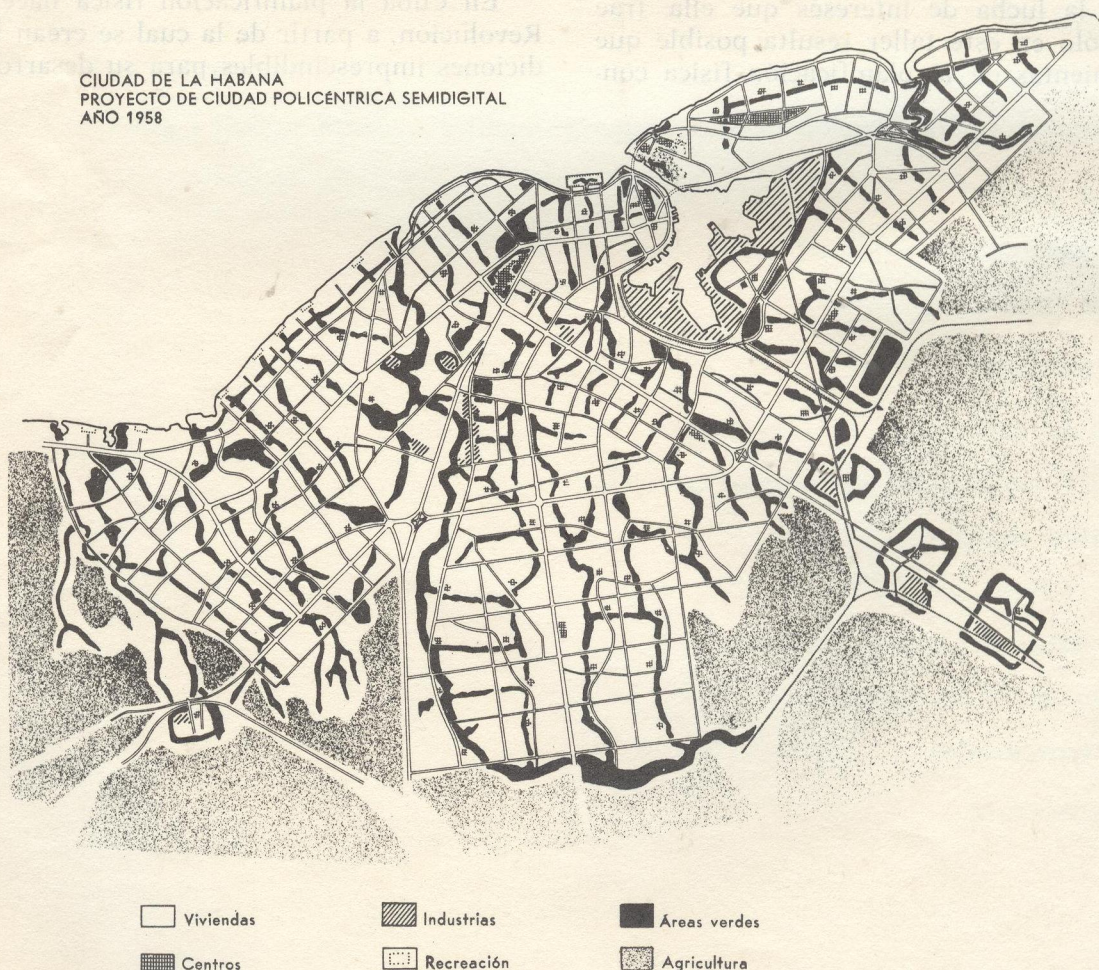 CIUDAD DE LA HABANA
PROYECTO DE CIUDAD POLICÉNTRICA SEMIDIGITAL
AÑO 1958
Viviendas
Industrias
Áreas verdes
Centros
Recreación
Agricultura